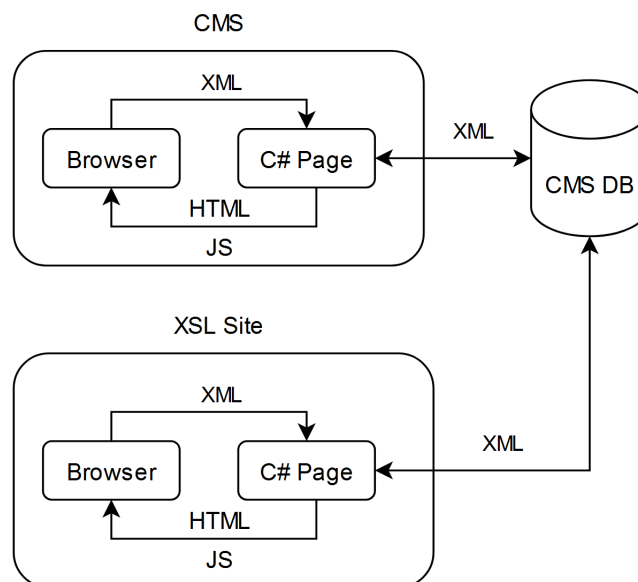 CMS
XML
Browser
C# Page
HTML
JS
XML
CMS DB
XSL Site
XML
Browser
C# Page
HTML
JS
XML